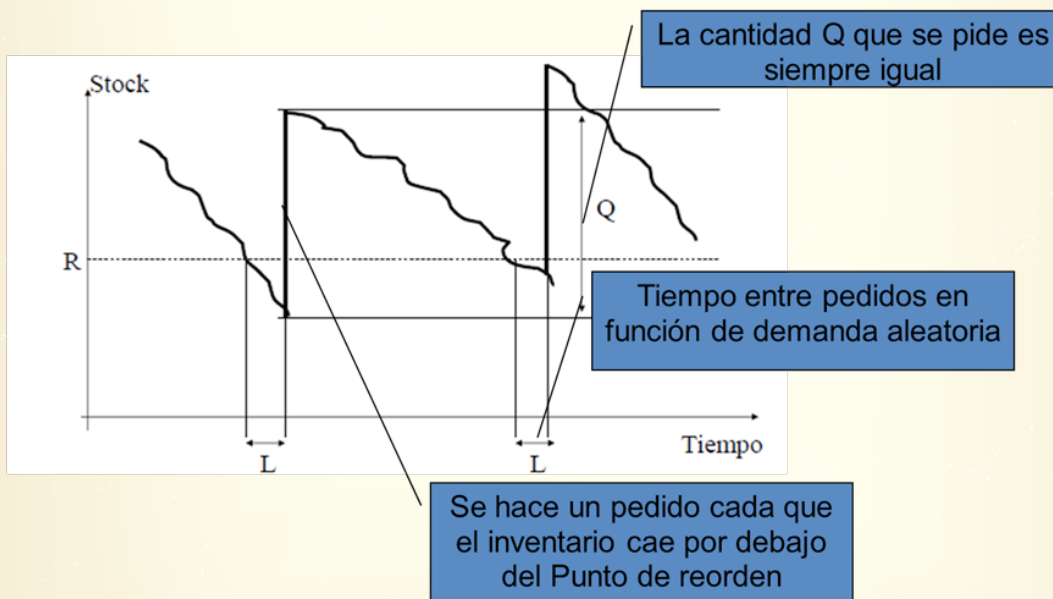 La cantidad Q que se pide es
siempre igual
Stock
Q
R
Tiempo entre pedidos en
función de demanda aleatoria
Tiempo
L
L
Se hace un pedido cada que
el inventario cae por debajo
del Punto de reorden